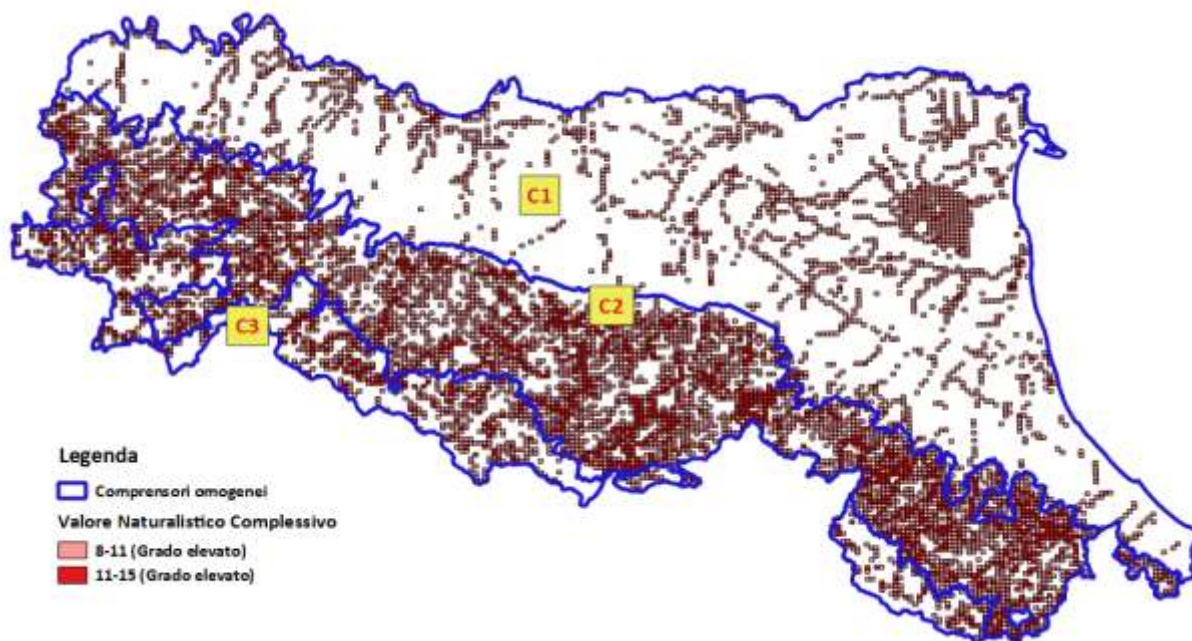 C1
C2
C3
Legenda
Comprensori omogenei
Valore Naturalistico Complessivo
8-11 (Grado elevato)
11-15 (Grado elevato)